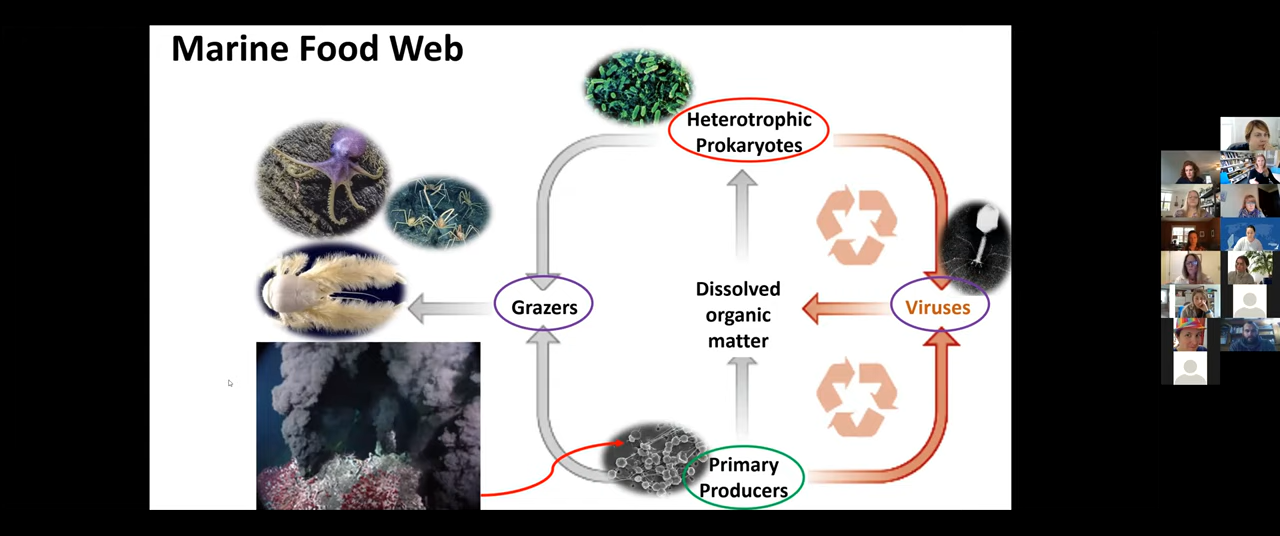 Marine Food Web
Heterotrophic
Prokaryotes
Grazers
Dissolved
organic
matter
Viruses
Primary
Producers